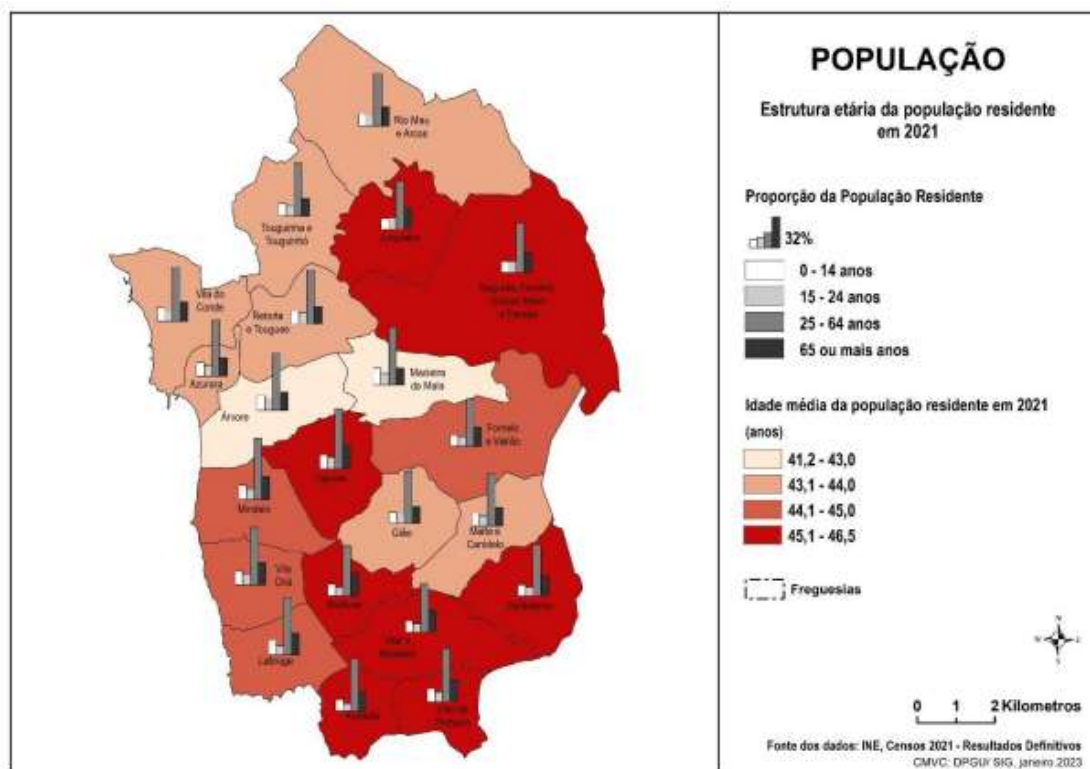 POPULAÇÃO
Estrutura etária da população residente
em 2021
Proporção da População Residente
32%
0 - 14 anos
15 - 24 anos
25 - 64 anos
65 ou mais anos
Idade média da população residente em 2021
(anos)
41,2 - 43,0
43,1 - 44,0
44,1 - 45,0
45,1 - 46,5
Freguesias
N
W E
S
0 1 2 Kilometros
Fonte dos dados: INE, Censos 2021 - Resultados Definitivos
CMVC: DPGU/ SIG, janeiro 2023
Rio Mau
e Arcos
Touguinha e
Touguinhó
Vila do
Conde
Retorta
e Tougues
Azurara
Macieira
da Maia
Árvore
Fornelo
e Vairão
Mindelo
Gião
Malta e
Canidelo
Vila
Chã
Labruge